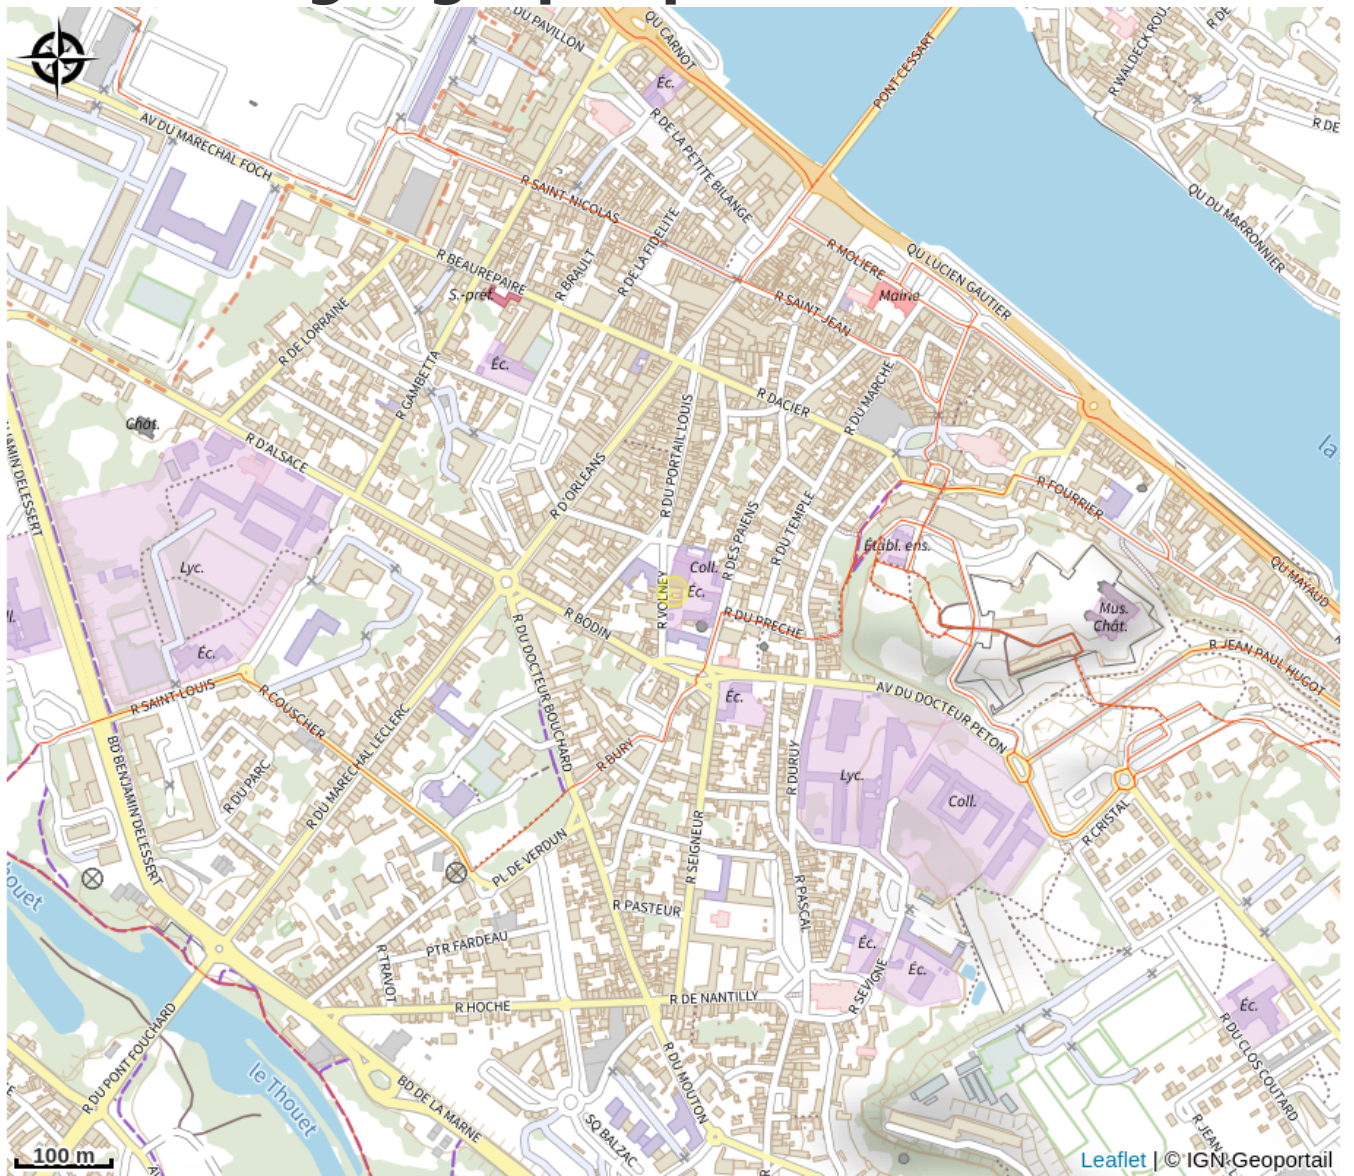 DU PAVILLON
QU CARNOT
PONT CESSART
R WALDECK ROU
R DE
Éc.
R DE LA PETITE BILANGE
AV DU MARECHAL FOCH
R SAINT-NICOLAS
R DE LA FIDELITE
QU DU MARRONNIER
R BEAUREPAIRE
R BRAULT
S.-préf.
R MOLIERE
QU LUCIEN GAUTIER
Mairie
R SAINT-JEAN
R DE LORRAINE
R GAMBETTA
Éc.
R DACIER
R DU MARCHE
Chât.
R D'ALSACE
R D'ORLEANS
R DU PORTAIL LOUIS
la
JAMIN DELESSERT
R FOURRIER
R DES PAIENS
R DU TEMPLE
Établ. ens.
Lyc.
Coll.
Éc.
R VOLNEY
QU MAYAUD
Mus.
Chât.
R BODIN
R DU PRECHE
R DU DOCTEUR BOUCHARD
Éc.
R JEAN PAUL HUGOT
R SAINT-LOUIS
R COUSCHER
Éc.
AV DU DOCTEUR PETON
BD BENJAMIN DELESSERT
R DU PARC
R DU MARECHAL LECLERC
R BURY
R DURUY
Lyc.
Coll.
R CRISTAL
PL DE VERDUN
R SEIGNEUR
R PASTEUR
R PASCAL
houet
PTR FARDEAU
R TRAVOT
Éc.
Éc.
R SEVIGNE
R HOCHE
R DE NANTILLY
Éc.
R DU PONT FOUCHARD
le Thouet
R DU MOUTON
R DU CLOS COUTARD
BD DE LA MARNE
SQ BALZAC
R JEAN
100 m
Leaflet | © IGN-Geoportail